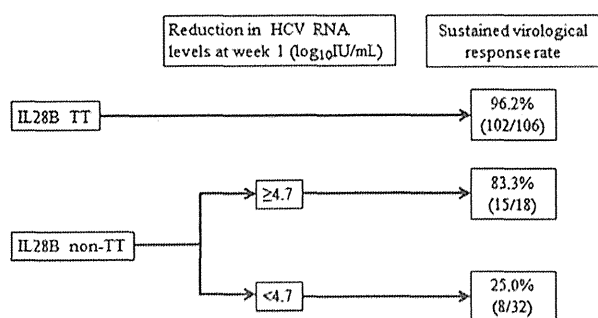 Reduction in HCV RNA
levels at week 1 (log₁₀IU/mL)
Sustained virological
response rate
IL28B TT
96.2%
(102/106)
≥4.7
83.3%
(15/18)
IL28B non-TT
<4.7
25.0%
(8/32)